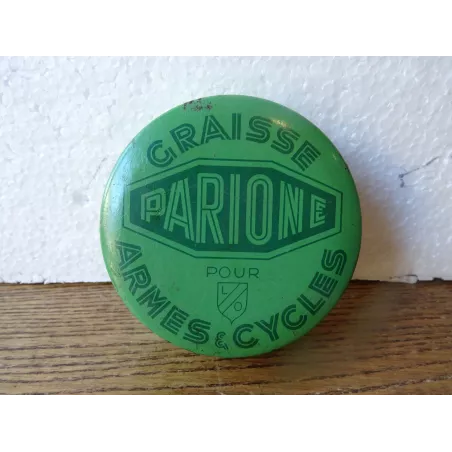 GRAISSE
PARIONE
POUR
L/O
ARMES & CYCLES